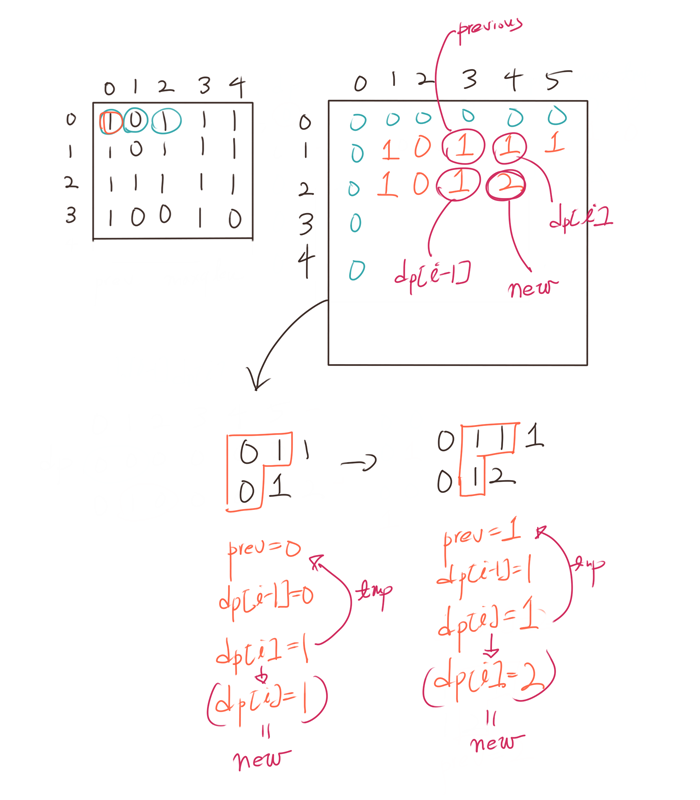 previous
0 1 2 3 4
0 1 0 1 1 1
1 1 0 1 1 1
2 1 1 1 1 1
3 1 0 0 1 0
0 1 2 3 4 5
0 0 0 0 0 0 0
1 0 1 0 1 1 1
2 0 1 0 1 2
dp[i]
3 0
4 0
dp[i-1]
new
0 1 1
0 1
→
0 1 1 1
0 1 2
prev=0
dp[i-1]=0
tmp
dp[i]=1
(dp[i]=1)
=
new
prev=1
dp[i-1]=1
tmp
dp[i]=1
(dp[i]=2)
=
new